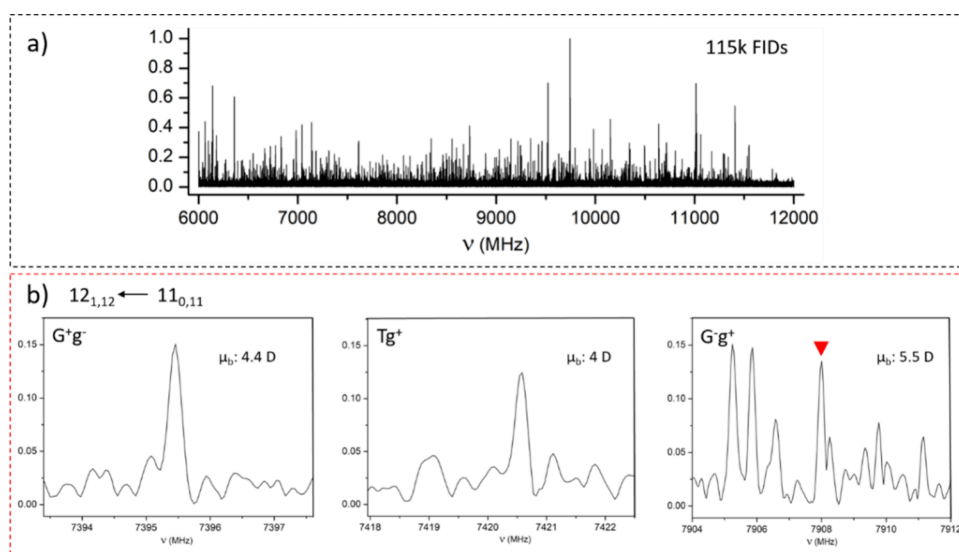 a)
115k FIDs
1.0
0.8
0.6
0.4
0.2
0.0
6000 7000 8000 9000 10000 11000 12000
ν (MHz)
b) 12₁,₁₂ ← 11₀,₁₁
G⁺g⁻
μb: 4.4 D
0.15
0.10
0.05
0.00
7394 7395 7396 7397
ν (MHz)
Tg⁺
μb: 4 D
0.15
0.10
0.05
0.00
7418 7419 7420 7421 7422
ν (MHz)
G⁻g⁺
μb: 5.5 D
0.15
0.10
0.05
0.00
7904 7906 7908 7910 7912
ν (MHz)